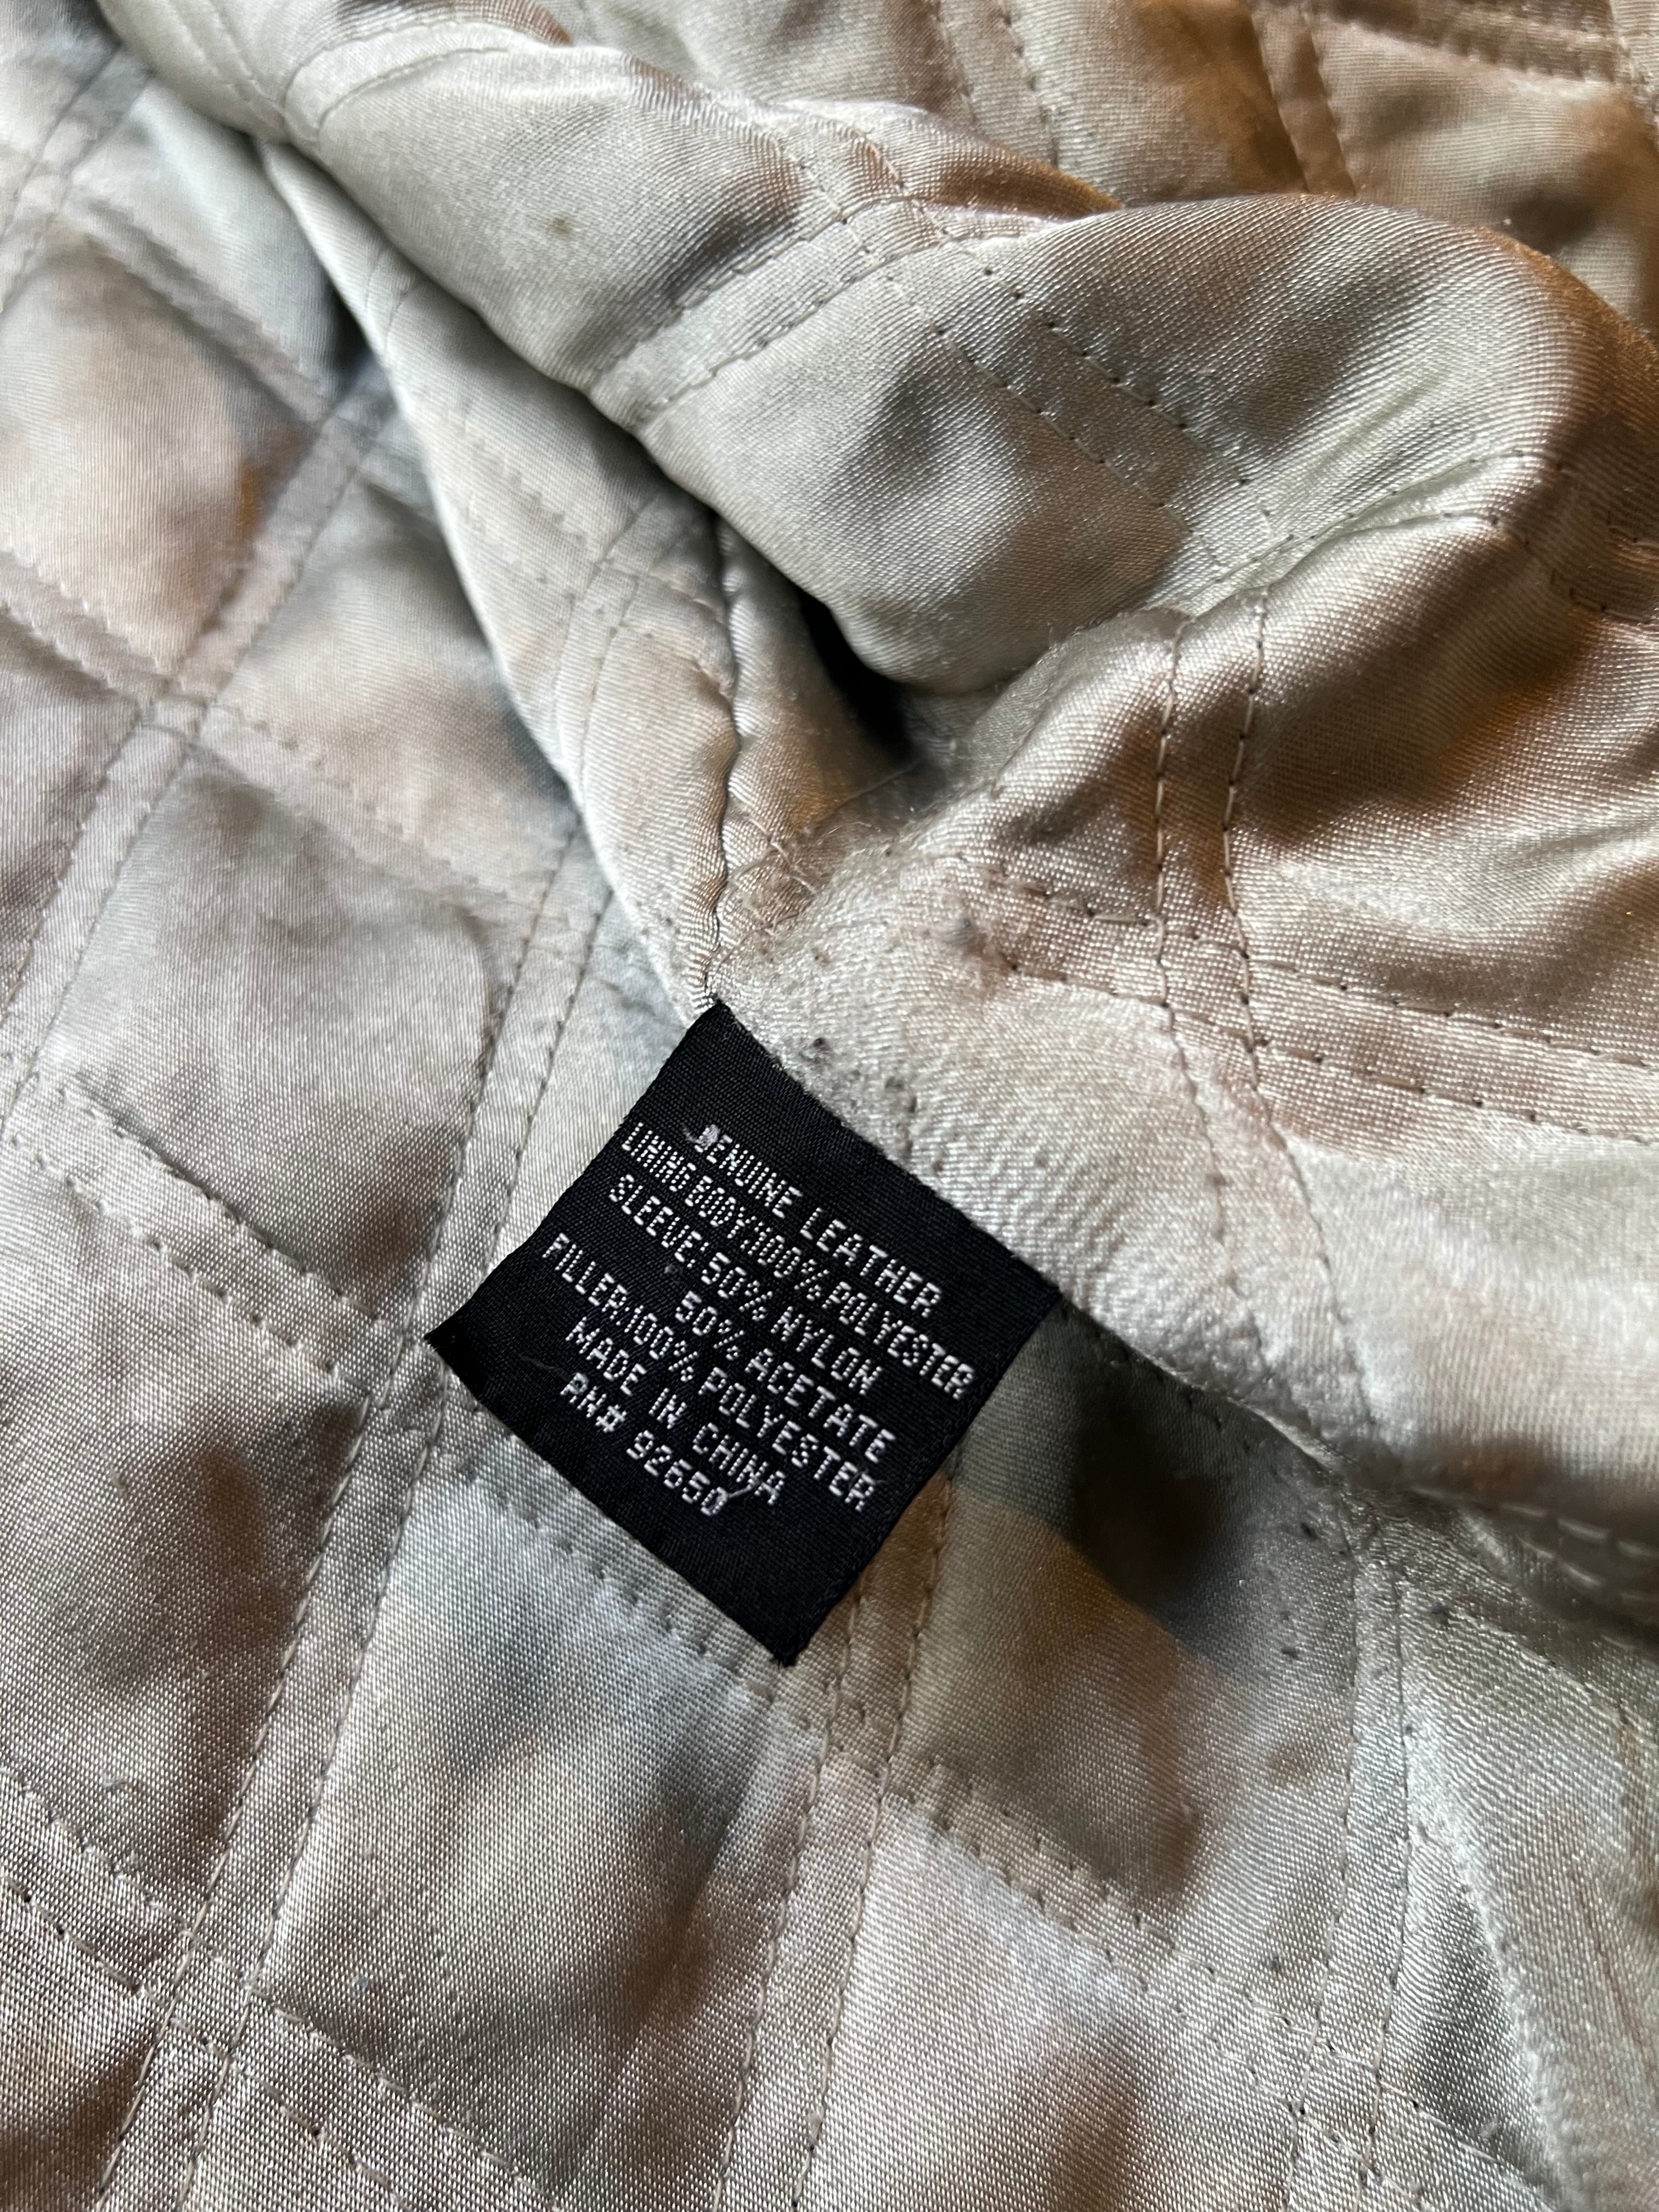 GENUINE LEATHER
LINING BODY:100% POLYESTER
SLEEVE:50% NYLON
50% ACETATE
FILLER:100% POLYESTER
MADE IN CHINA
RN# 92650